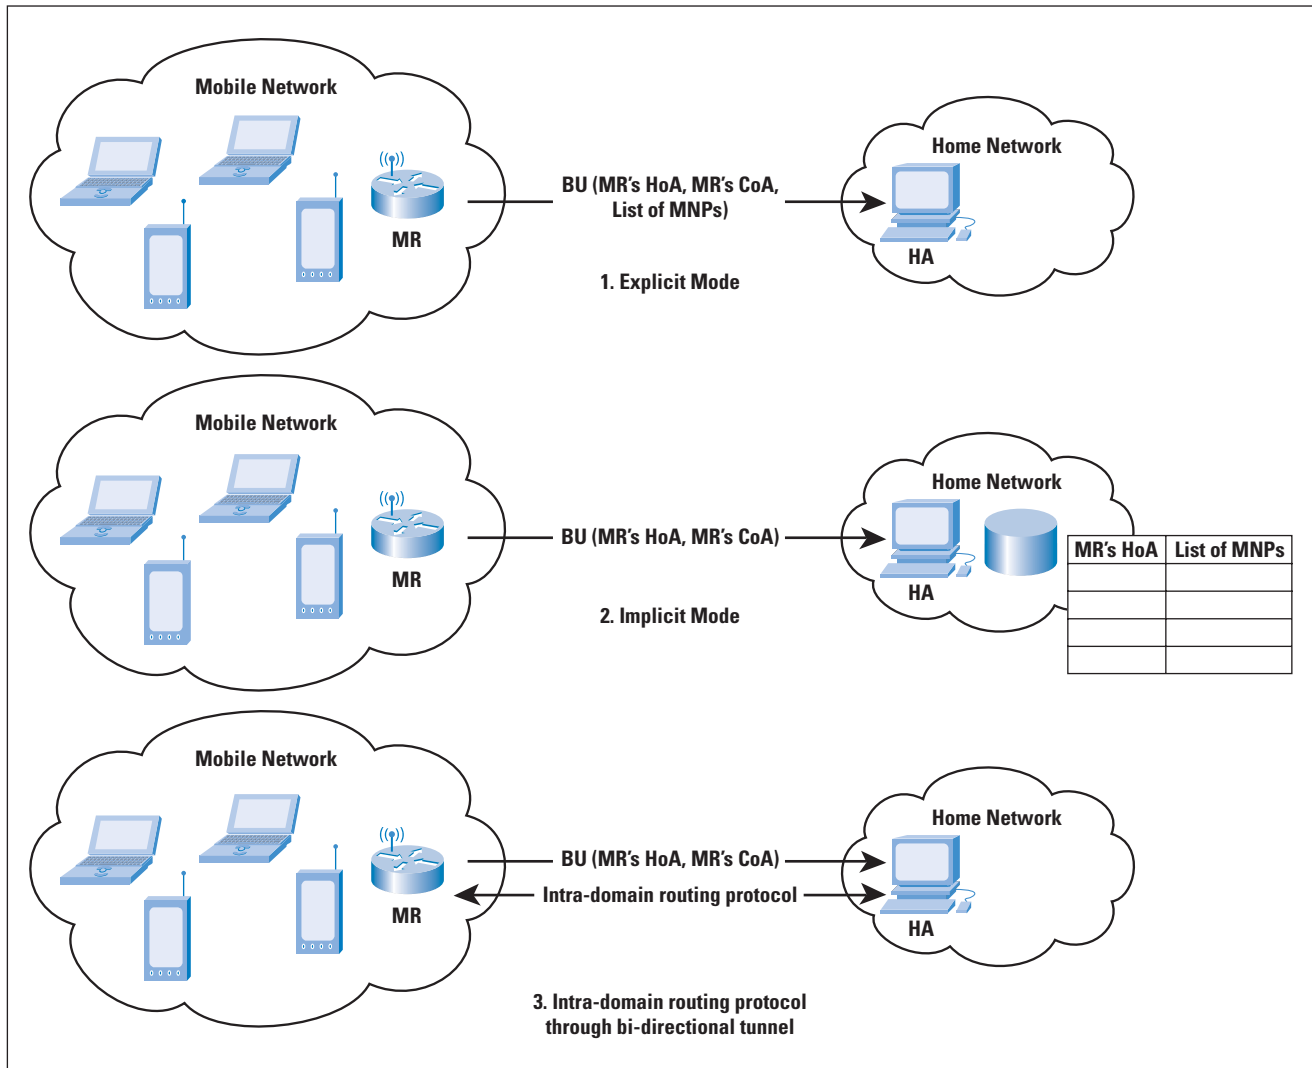 Mobile Network
MR
BU (MR's HoA, MR's CoA,
List of MNPs)
Home Network
HA
1. Explicit Mode
Mobile Network
MR
BU (MR's HoA, MR's CoA)
Home Network
HA
MR's HoA List of MNPs
2. Implicit Mode
Mobile Network
MR
BU (MR's HoA, MR's CoA)
Intra-domain routing protocol
Home Network
HA
3. Intra-domain routing protocol
through bi-directional tunnel